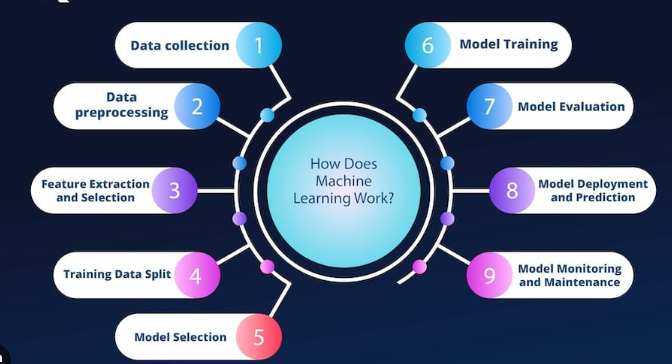 How Does
Machine
Learning Work?
Data collection
1
Data
preprocessing
2
Feature Extraction
and Selection
3
Training Data Split
4
Model Selection
5
6
Model Training
7
Model Evaluation
8
Model Deployment
and Prediction
9
Model Monitoring
and Maintenance